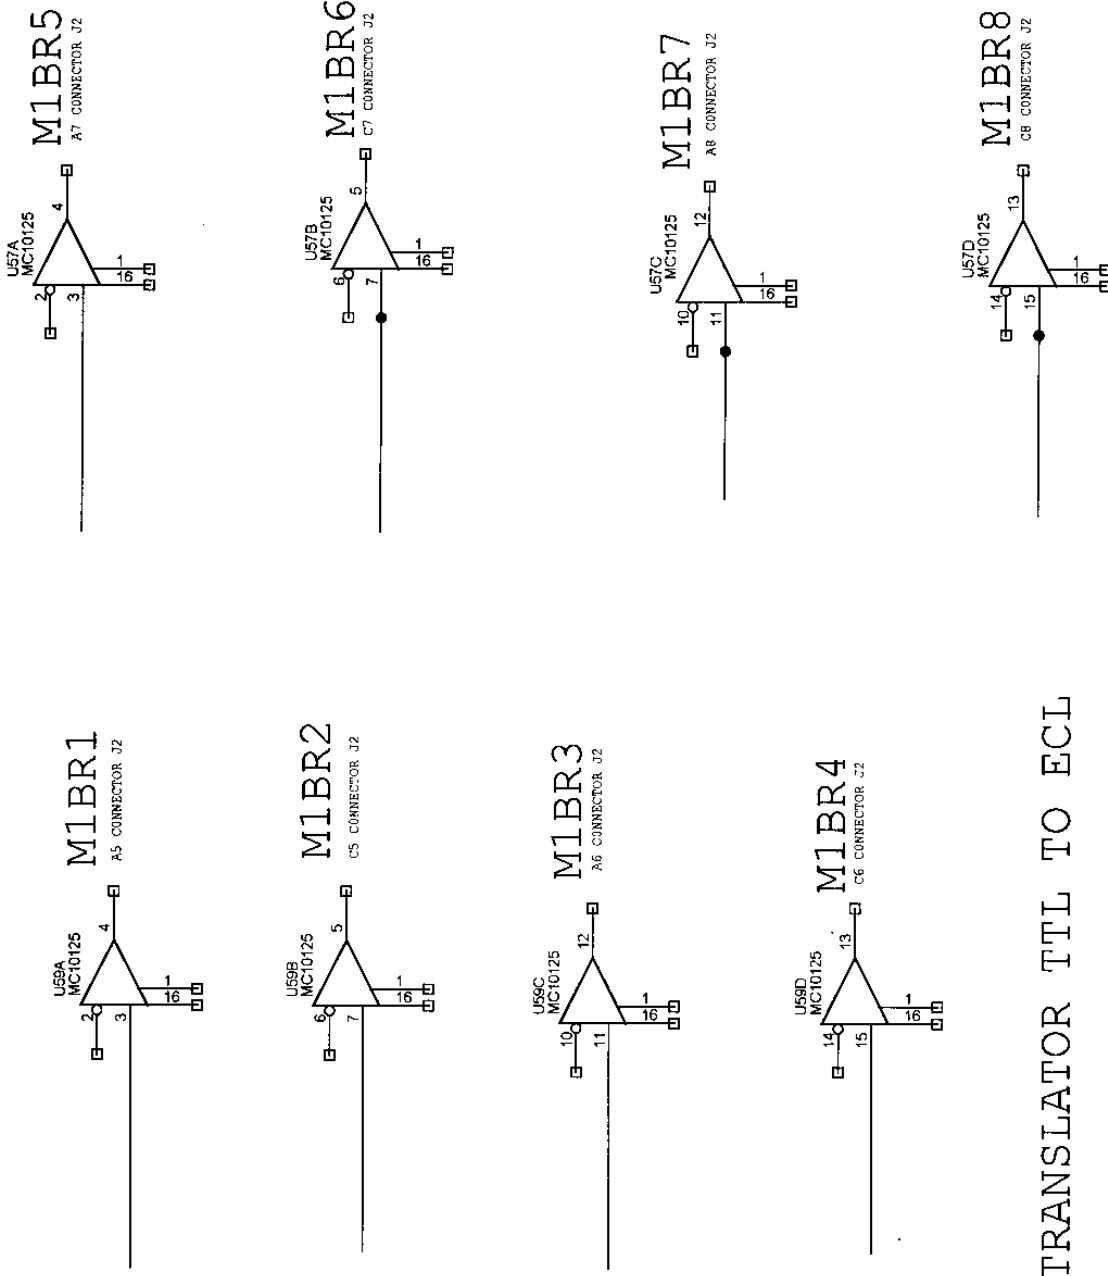 M1BR1
A5 CONNECTOR J2
U59A
MC10125
2
3
4
1
16
M1BR5
A7 CONNECTOR J2
U57A
MC10125
2
3
4
1
16
M1BR2
C5 CONNECTOR J2
U59B
MC10125
6
7
5
1
16
M1BR6
C7 CONNECTOR J2
U57B
MC10125
6
7
5
1
16
M1BR3
A6 CONNECTOR J2
U59C
MC10125
10
11
12
1
16
M1BR7
A8 CONNECTOR J2
U57C
MC10125
10
11
12
1
16
M1BR4
C6 CONNECTOR J2
U59D
MC10125
14
15
13
1
16
M1BR8
C8 CONNECTOR J2
U57D
MC10125
14
15
13
1
16
TRANSLATOR TTL TO ECL